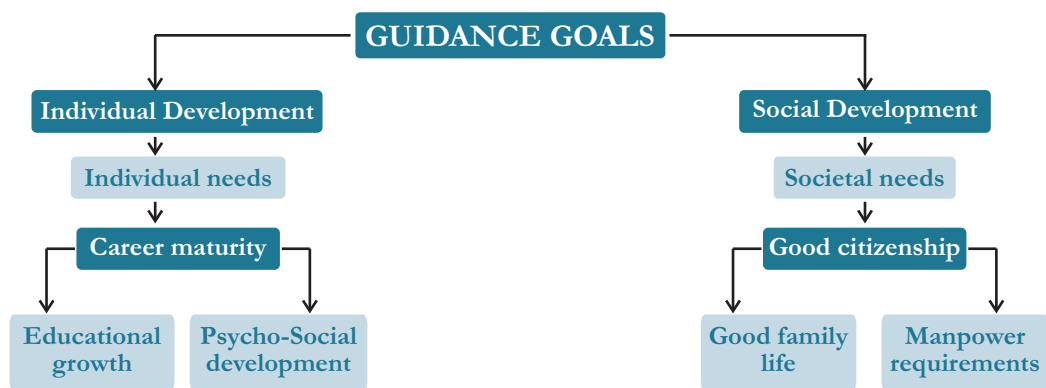 GUIDANCE GOALS
Individual Development
Social Development
Individual needs
Societal needs
Career maturity
Good citizenship
Educational
growth
Psycho-Social
development
Good family
life
Manpower
requirements